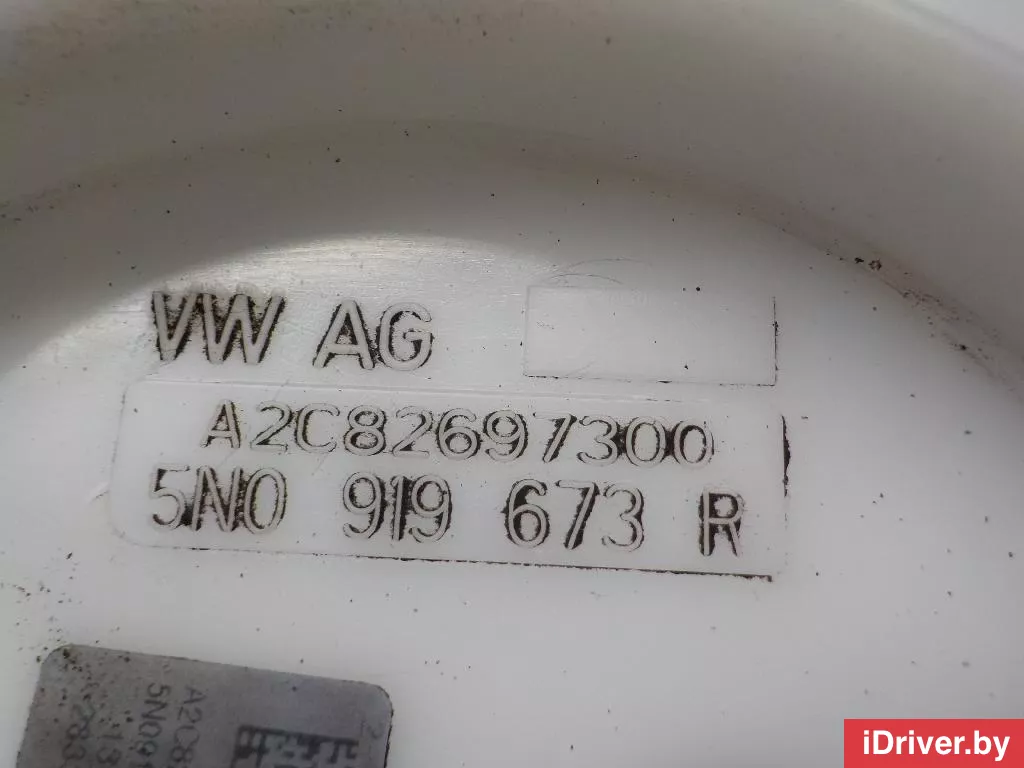 VW AG
A2C82697300
5N0 919 673 R
iDriver.by